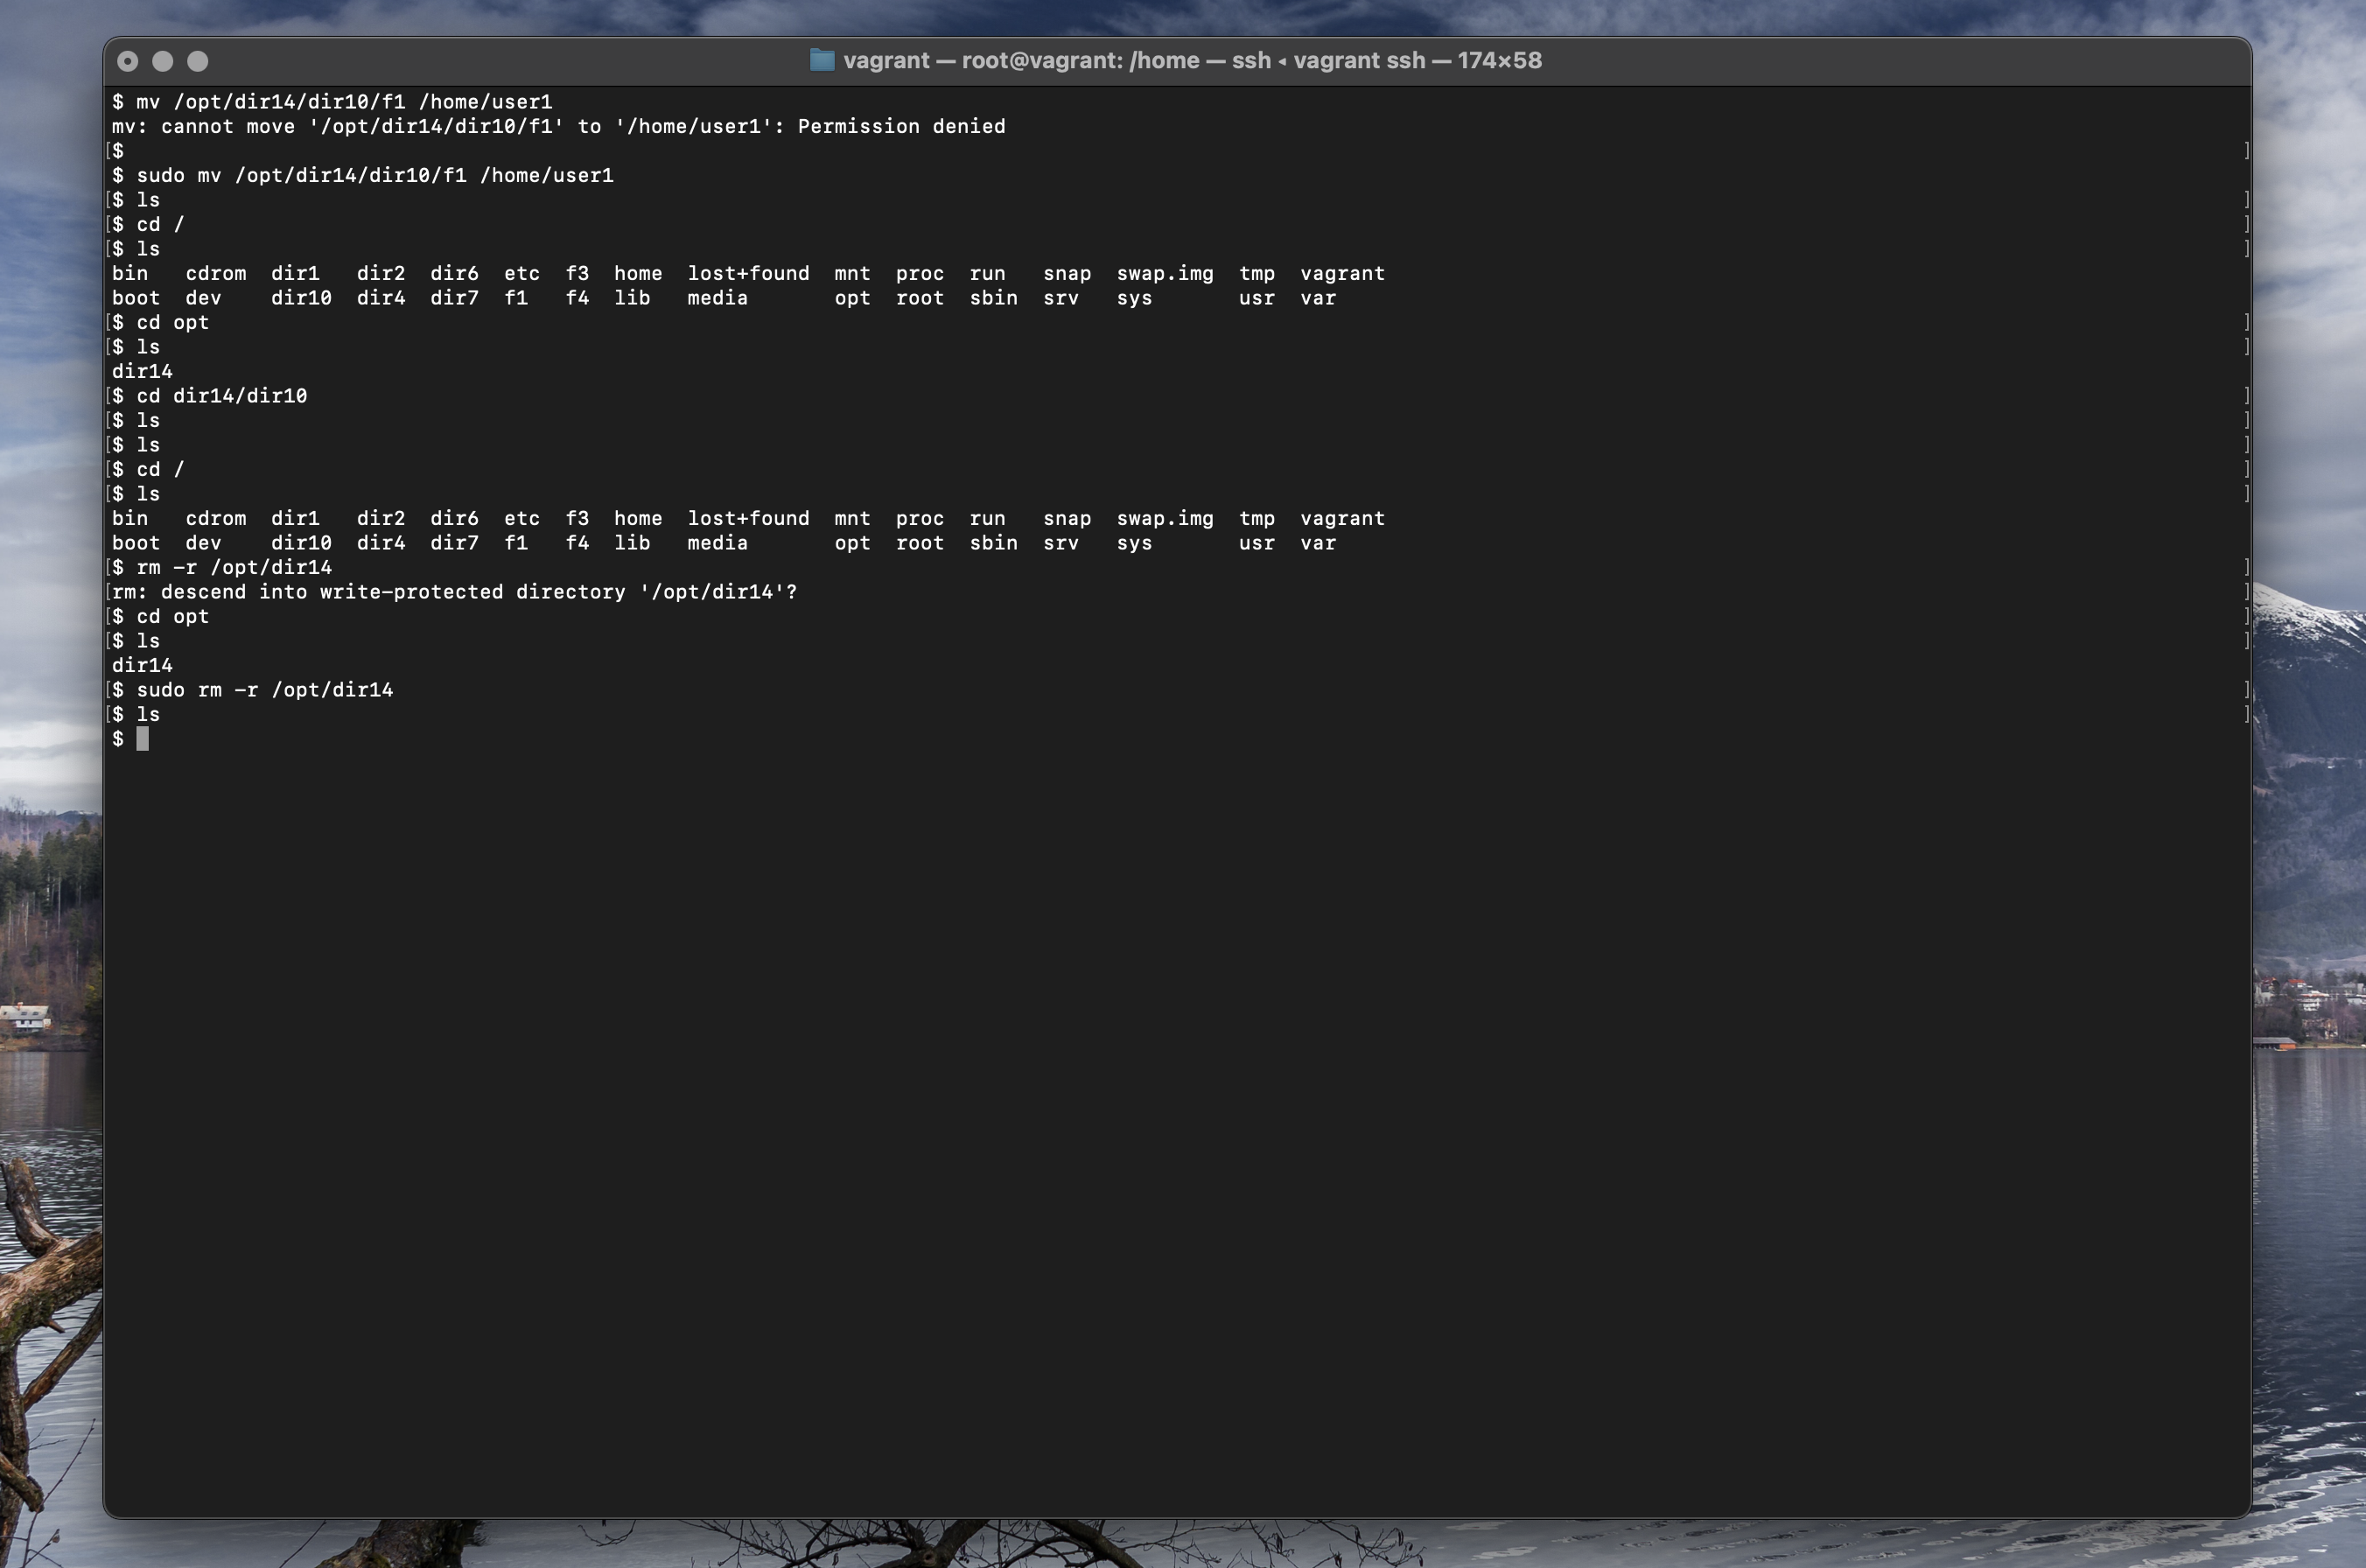 vagrant — root@vagrant: /home — ssh ◂ vagrant ssh — 174×58
$ mv /opt/dir14/dir10/f1 /home/user1
mv: cannot move '/opt/dir14/dir10/f1' to '/home/user1': Permission denied
[$ ]
$ sudo mv /opt/dir14/dir10/f1 /home/user1
[$ ls ]
[$ cd / ]
[$ ls ]
bin cdrom dir1 dir2 dir6 etc f3 home lost+found mnt proc run snap swap.img tmp vagrant
boot dev dir10 dir4 dir7 f1 f4 lib media opt root sbin srv sys usr var
[$ cd opt ]
[$ ls ]
dir14
[$ cd dir14/dir10 ]
[$ ls ]
[$ ls ]
[$ cd / ]
[$ ls ]
bin cdrom dir1 dir2 dir6 etc f3 home lost+found mnt proc run snap swap.img tmp vagrant
boot dev dir10 dir4 dir7 f1 f4 lib media opt root sbin srv sys usr var
[$ rm -r /opt/dir14 ]
[rm: descend into write-protected directory '/opt/dir14'? ]
[$ cd opt ]
[$ ls ]
dir14
[$ sudo rm -r /opt/dir14 ]
[$ ls ]
$